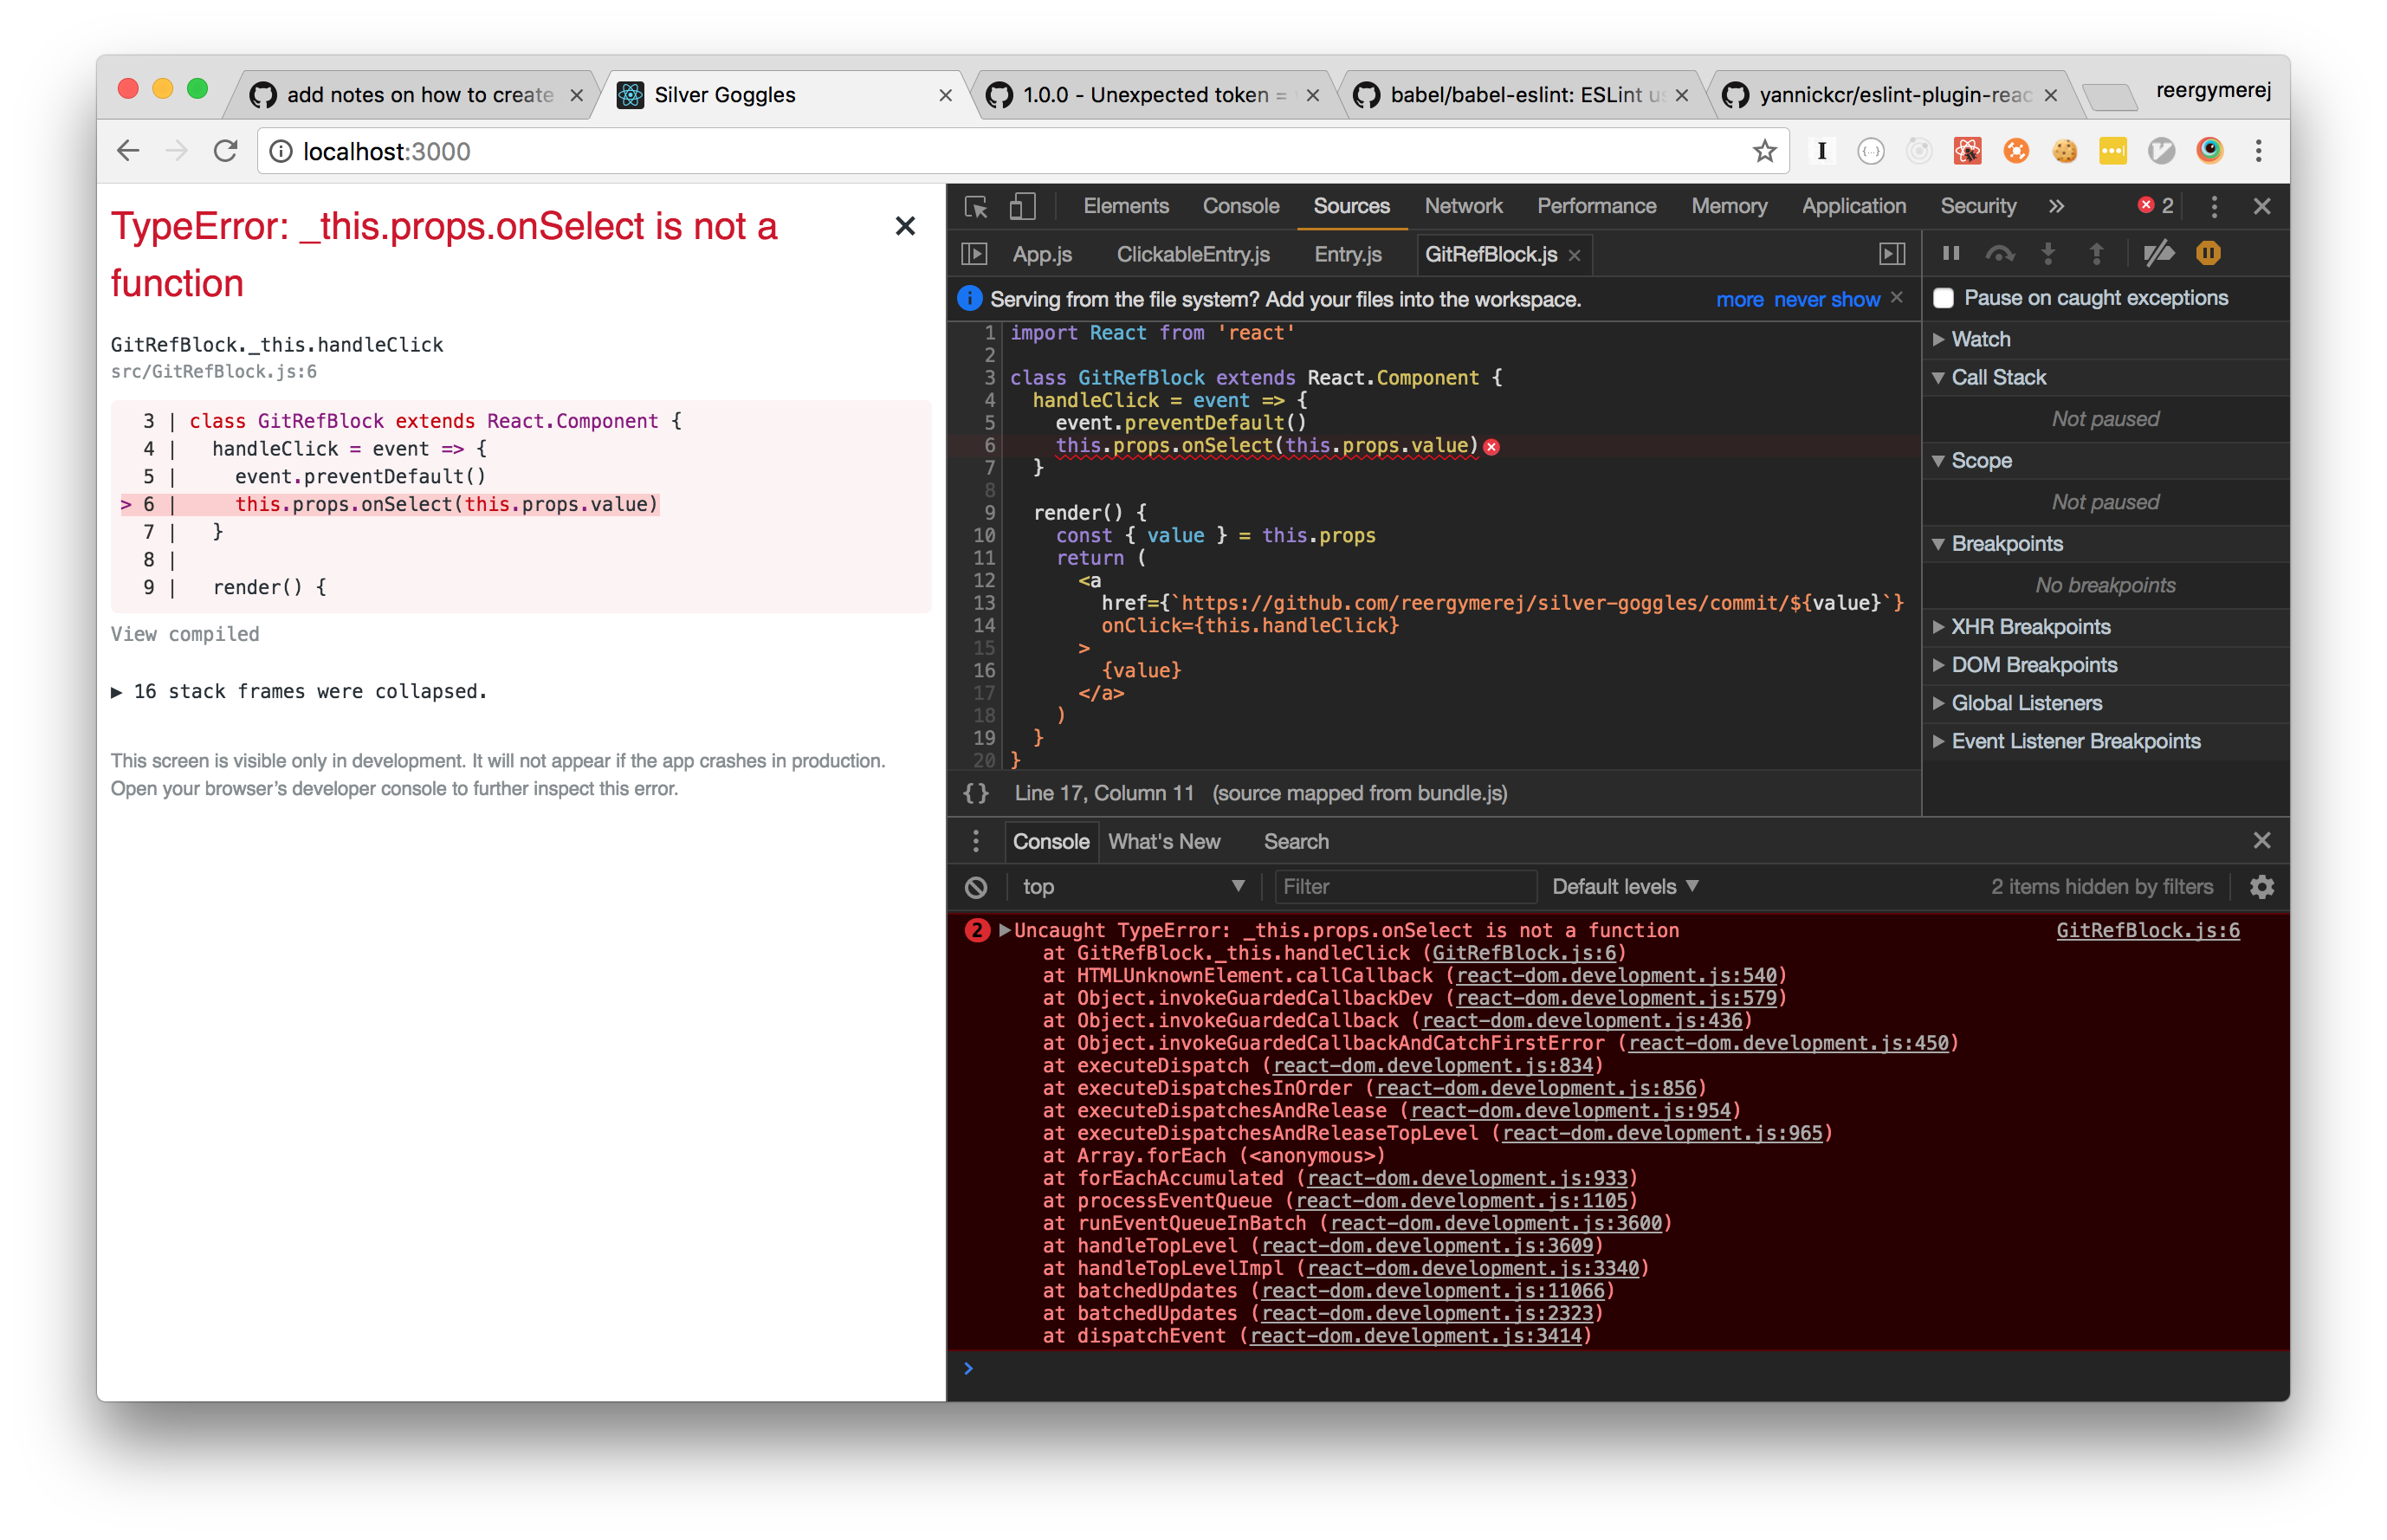 add notes on how to create
Silver Goggles
1.0.0 - Unexpected token =
babel/babel-eslint: ESLint us
yannickcr/eslint-plugin-reac
reergymerej
localhost:3000
TypeError: _this.props.onSelect is not a
function
GitRefBlock._this.handleClick
src/GitRefBlock.js:6
3 | class GitRefBlock extends React.Component {
4 |   handleClick = event => {
5 |     event.preventDefault()
> 6 |     this.props.onSelect(this.props.value)
7 |   }
8 |
9 |   render() {
View compiled
▶ 16 stack frames were collapsed.
This screen is visible only in development. It will not appear if the app crashes in production.
Open your browser’s developer console to further inspect this error.
Elements Console Sources Network Performance Memory Application Security » 2
App.js ClickableEntry.js Entry.js GitRefBlock.js
Serving from the file system? Add your files into the workspace. more never show
1 import React from 'react'
2
3 class GitRefBlock extends React.Component {
4   handleClick = event => {
5     event.preventDefault()
6     this.props.onSelect(this.props.value)
7   }
8
9   render() {
10     const { value } = this.props
11     return (
12       <a
13         href={`https://github.com/reergymerej/silver-goggles/commit/${value}`}
14         onClick={this.handleClick}
15       >
16         {value}
17       </a>
18     )
19   }
20 }
{} Line 17, Column 11 (source mapped from bundle.js)
Pause on caught exceptions
Watch
Call Stack
Not paused
Scope
Not paused
Breakpoints
No breakpoints
XHR Breakpoints
DOM Breakpoints
Global Listeners
Event Listener Breakpoints
Console What's New Search
top Filter Default levels 2 items hidden by filters
2 Uncaught TypeError: _this.props.onSelect is not a function GitRefBlock.js:6
at GitRefBlock._this.handleClick (GitRefBlock.js:6)
at HTMLUnknownElement.callCallback (react-dom.development.js:540)
at Object.invokeGuardedCallbackDev (react-dom.development.js:579)
at Object.invokeGuardedCallback (react-dom.development.js:436)
at Object.invokeGuardedCallbackAndCatchFirstError (react-dom.development.js:450)
at executeDispatch (react-dom.development.js:834)
at executeDispatchesInOrder (react-dom.development.js:856)
at executeDispatchesAndRelease (react-dom.development.js:954)
at executeDispatchesAndReleaseTopLevel (react-dom.development.js:965)
at Array.forEach (<anonymous>)
at forEachAccumulated (react-dom.development.js:933)
at processEventQueue (react-dom.development.js:1105)
at runEventQueueInBatch (react-dom.development.js:3600)
at handleTopLevel (react-dom.development.js:3609)
at handleTopLevelImpl (react-dom.development.js:3340)
at batchedUpdates (react-dom.development.js:11066)
at batchedUpdates (react-dom.development.js:2323)
at dispatchEvent (react-dom.development.js:3414)
>